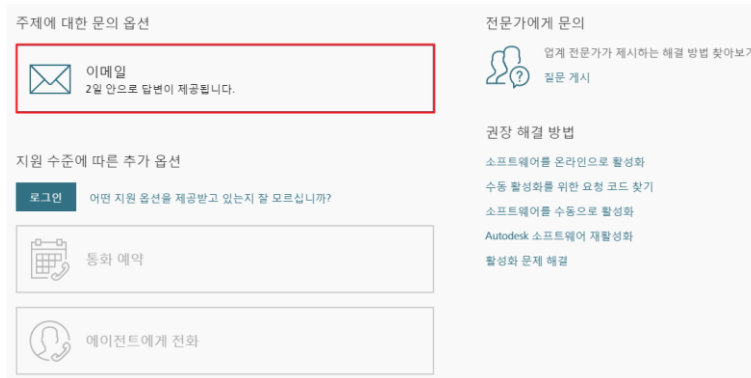 주제에 대한 문의 옵션
이메일
2일 안으로 답변이 제공됩니다.
지원 수준에 따른 추가 옵션
로그인 어떤 지원 옵션을 제공받고 있는지 잘 모르십니까?
통화 예약
에이전트에게 전화
전문가에게 문의
업계 전문가가 제시하는 해결 방법 찾아보기
질문 게시
권장 해결 방법
소프트웨어를 온라인으로 활성화
수동 활성화를 위한 요청 코드 찾기
소프트웨어를 수동으로 활성화
Autodesk 소프트웨어 재활성화
활성화 문제 해결